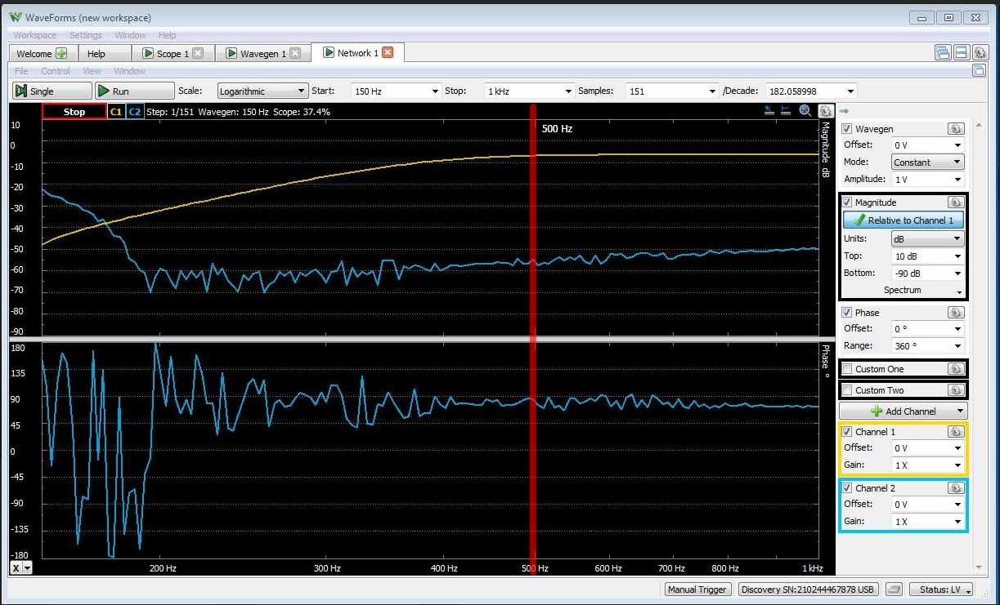 WaveForms (new workspace)
Workspace Settings Window Help
Welcome Help Scope 1 Wavegen 1 Network 1
File Control View Window
Single Run Scale: Logarithmic Start: 150 Hz Stop: 1 kHz Samples: 151 /Decade: 182.058998
Stop C1 C2 Step: 1/151 Wavegen: 150 Hz Scope: 37.4%
500 Hz
10
0
-10
-20
-30
-40
-50
-60
-70
-80
-90
Magnitude dB
180
135
90
45
0
-45
-90
-135
-180
Phase °
X 200 Hz 300 Hz 400 Hz 500 Hz 600 Hz 700 Hz 800 Hz 1 kHz
Wavegen
Offset: 0 V
Mode: Constant
Amplitude: 1 V
Magnitude
Relative to Channel 1
Units: dB
Top: 10 dB
Bottom: -90 dB
Spectrum
Phase
Offset: 0 °
Range: 360 °
Custom One
Custom Two
Add Channel
Channel 1
Offset: 0 V
Gain: 1 X
Channel 2
Offset: 0 V
Gain: 1 X
Manual Trigger Discovery SN:210244467878 USB Status: LV